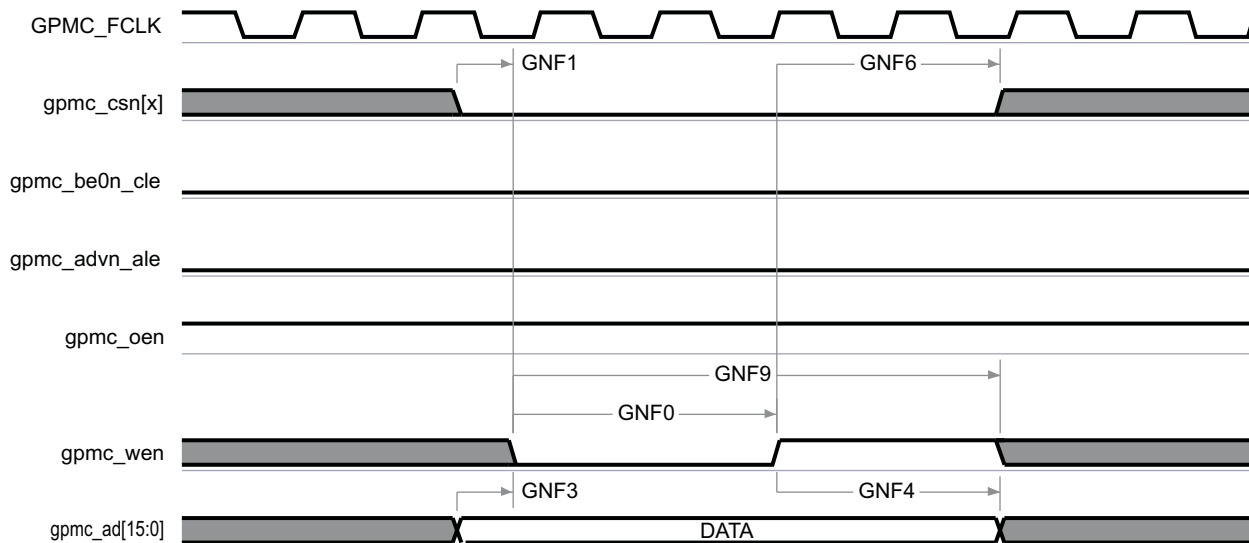 GPMC_FCLK
GNF1
GNF6
gpmc_csn[x]
gpmc_be0n_cle
gpmc_advn_ale
gpmc_oen
GNF9
GNF0
gpmc_wen
GNF3
GNF4
gpmc_ad[15:0]
DATA